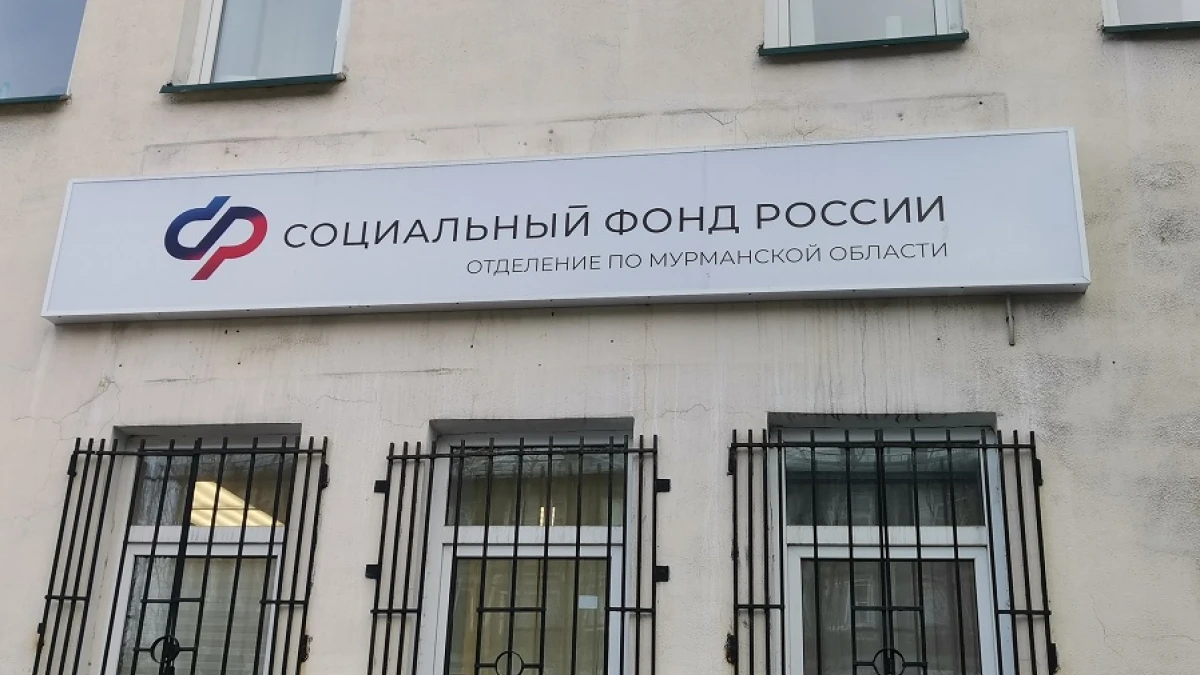 СОЦИАЛЬНЫЙ ФОНД РОССИИ
ОТДЕЛЕНИЕ ПО МУРМАНСКОЙ ОБЛАСТИ